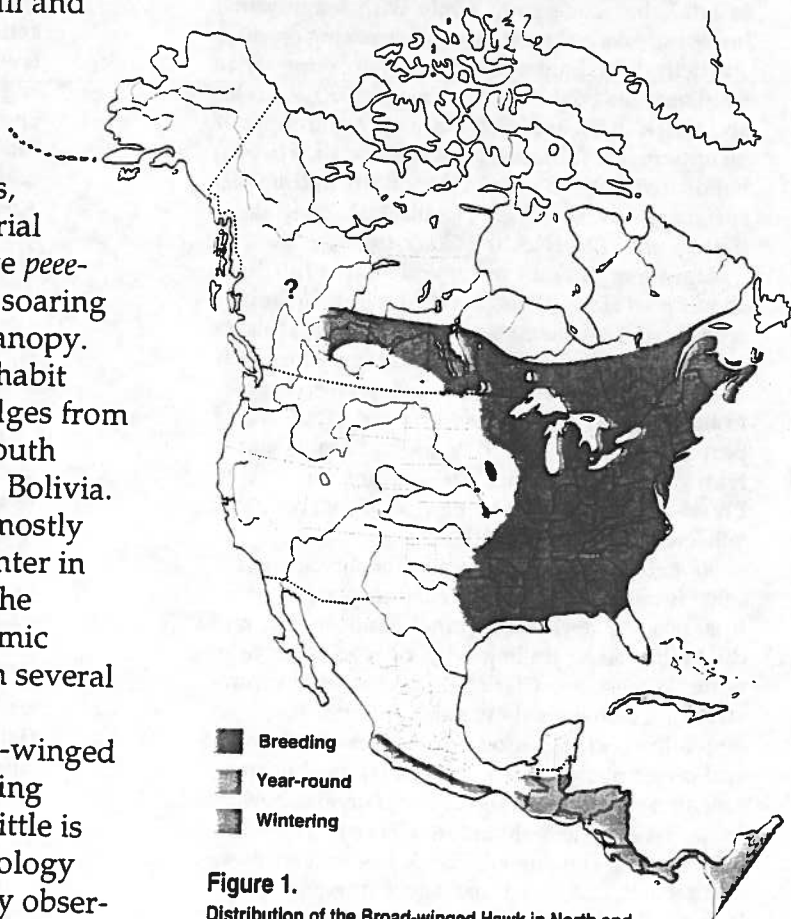 and
s,
rial
e peee-
soaring
anopy.
habit
lges from
outh
Bolivia.
mostly
nter in
he
mic
n several
-winged
ing
ittle is
ology
y obser-
?
Breeding
Year-round
Wintering
Figure 1.
Distribution of the Broad-winged Hawk in North and